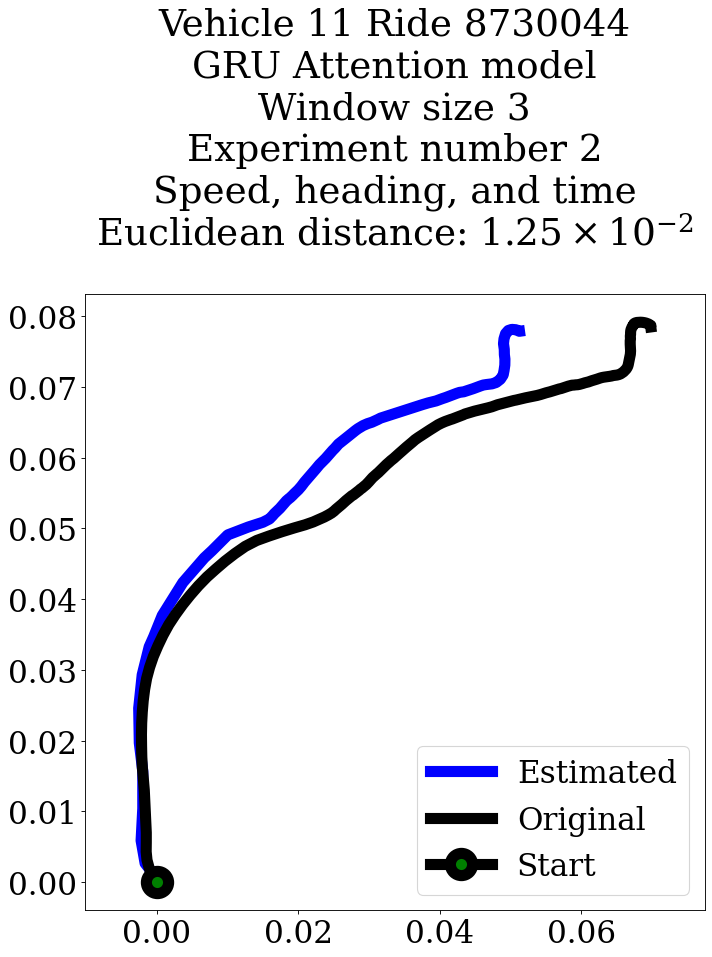 Vehicle 11 Ride 8730044
GRU Attention model
Window size 3
Experiment number 2
Speed, heading, and time
Euclidean distance: 1.25 × 10⁻²
0.08
0.07
0.06
0.05
0.04
0.03
0.02
0.01
0.00
Estimated
Original
Start
0.00 0.02 0.04 0.06